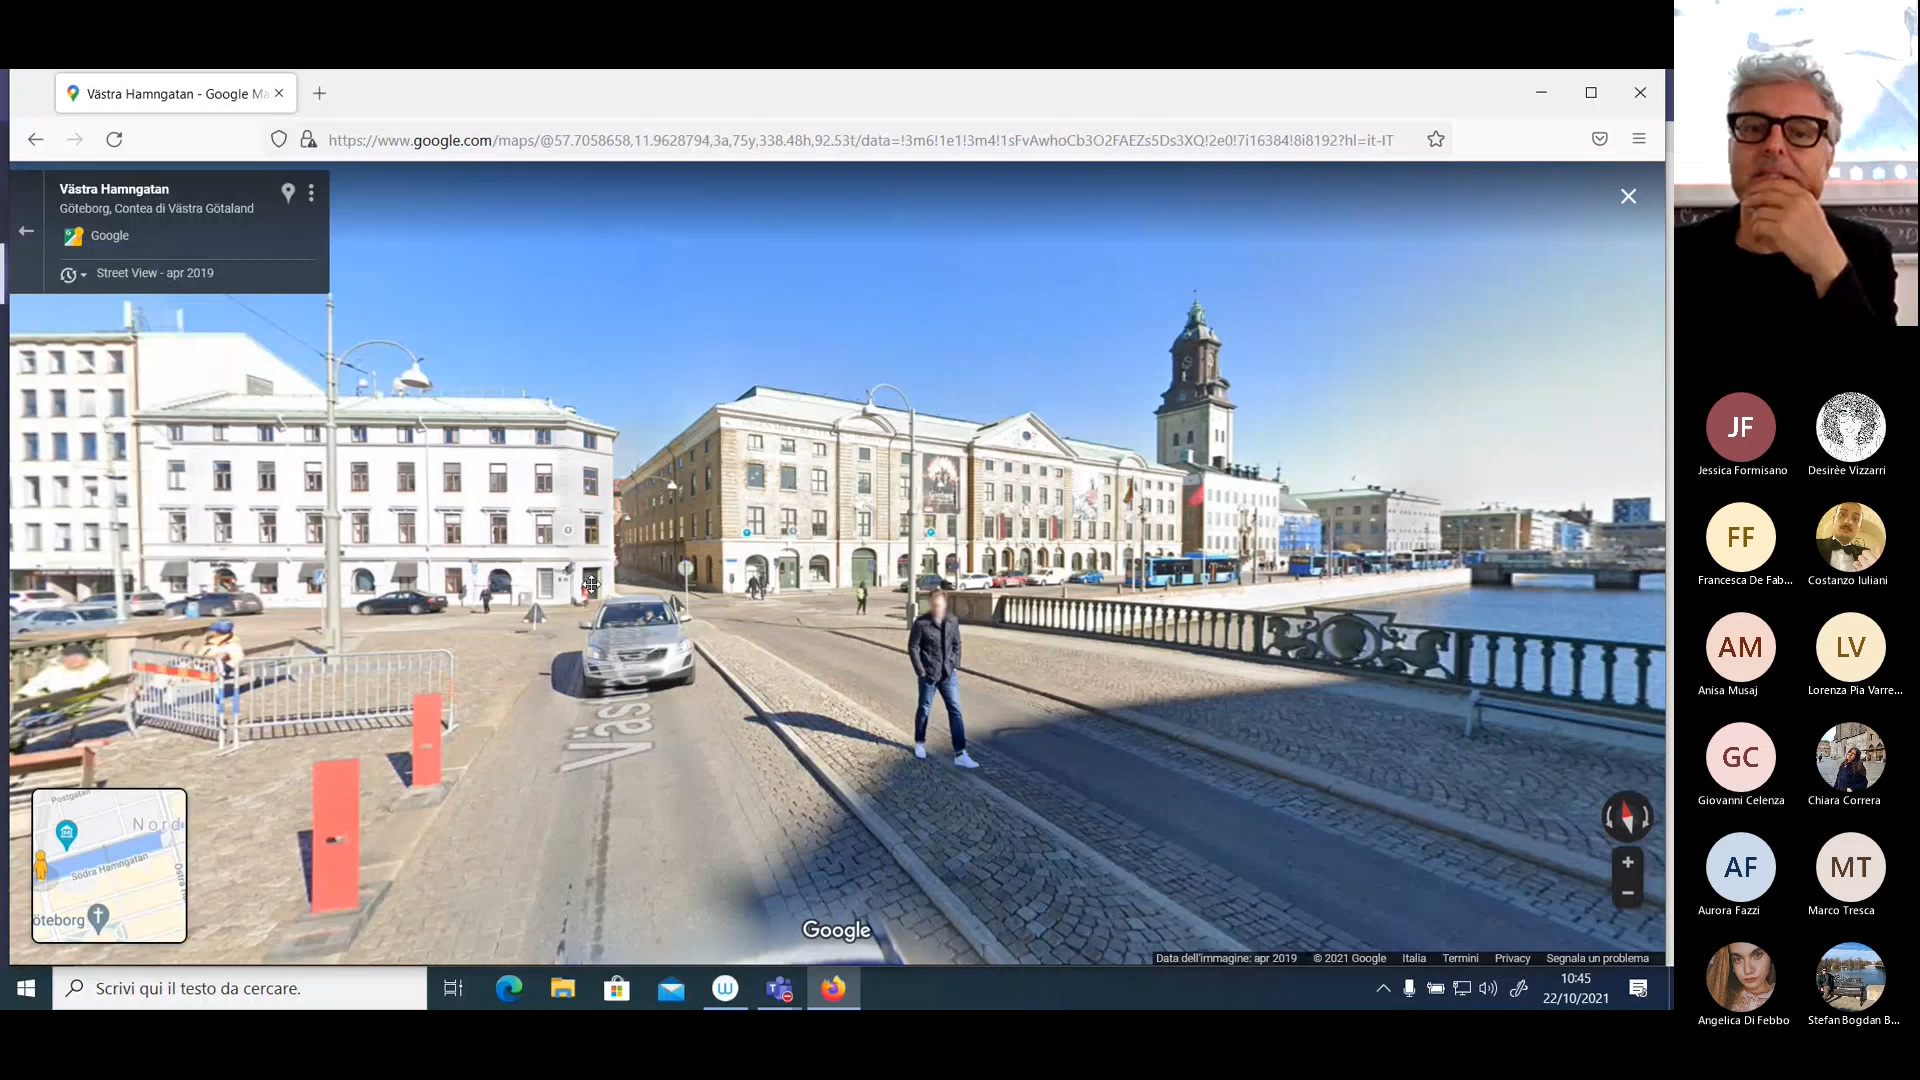 Västra Hamngatan - Google Ma
https://www.google.com/maps/@57.7058658,11.9628794,3a,75y,338.48h,92.53t/data=!3m6!1e1!3m4!1sFvAwhoCb3O2FAEZs5Ds3XQ!2e0!7i16384!8i8192?hl=it-IT
Västra Hamngatan
Göteborg, Contea di Västra Götaland
Google
Street View - apr 2019
Väs
Postgatan
Nord
Södra Hamngatan
Östra H
öteborg
Google
Data dell'immagine: apr 2019 © 2021 Google Italia Termini Privacy Segnala un problema
Scrivi qui il testo da cercare.
10:45
22/10/2021
JF
Jessica Formisano
Desirèe Vizzarri
FF
Francesca De Fab...
Costanzo Iuliani
AM
Anisa Musaj
LV
Lorenza Pia Varre...
GC
Giovanni Celenza
Chiara Correra
AF
Aurora Fazzi
MT
Marco Tresca
Angelica Di Febbo
Stefan Bogdan B...